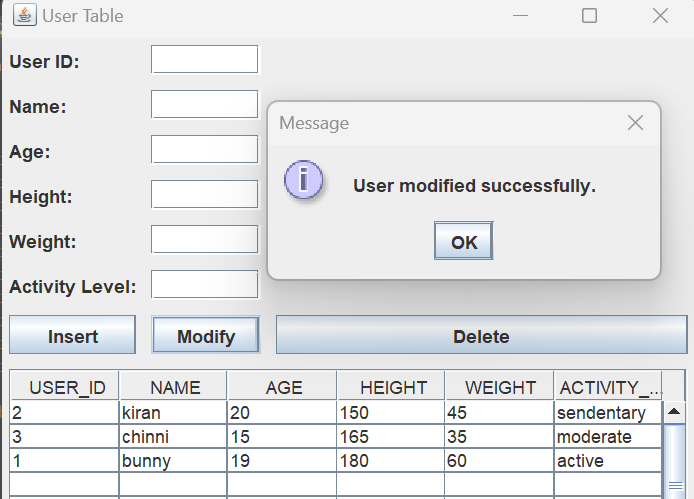 User Table
User ID:
Name:
Message
Age:
User modified successfully.
Height:
Weight:
OK
Activity Level:
Insert Modify Delete
USER_ID NAME AGE HEIGHT WEIGHT ACTIVITY_...
2 kiran 20 150 45 sendentary
3 chinni 15 165 35 moderate
1 bunny 19 180 60 active